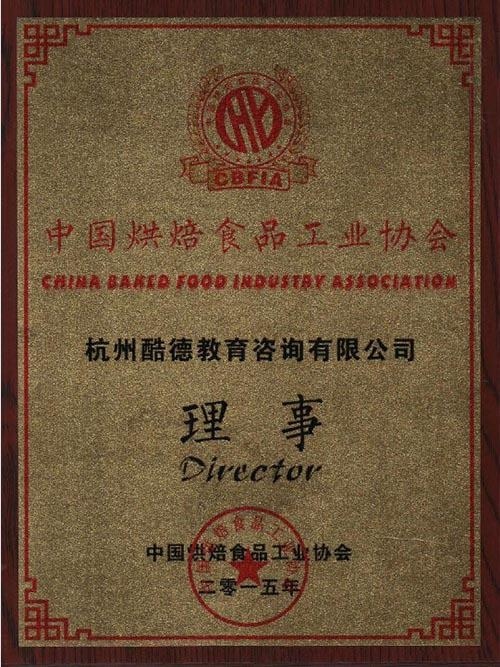 CBFIA
中国烘焙食品工业协会
CHINA BAKED FOOD INDUSTRY ASSOCIATION
杭州酷德教育咨询有限公司
理事
Director
中国烘焙食品工业协会
二零一五年